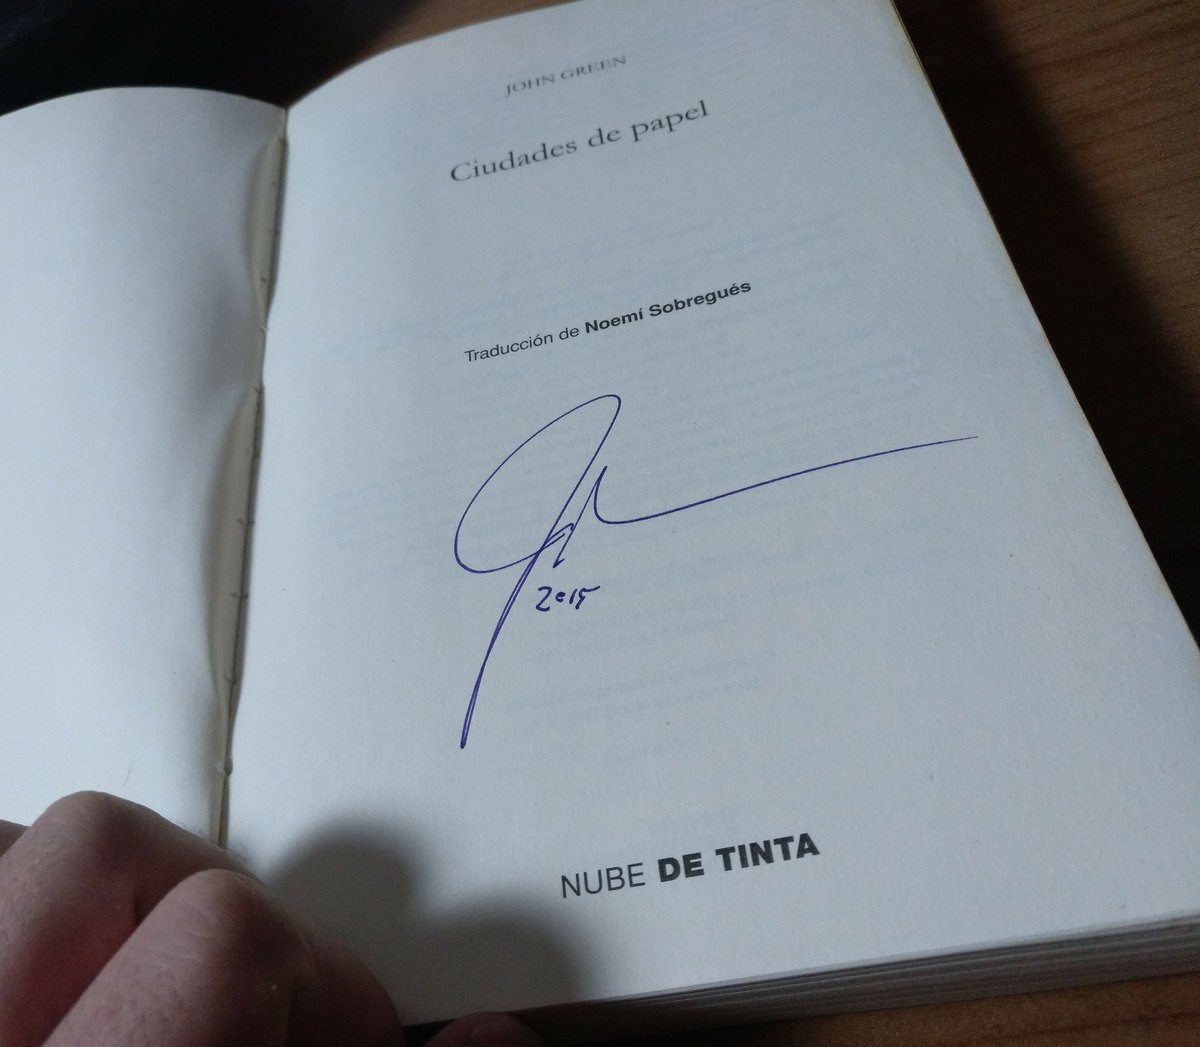 JOHN GREEN
Ciudades de papel
Traducción de Noemí Sobregués
2015
NUBE DE TINTA